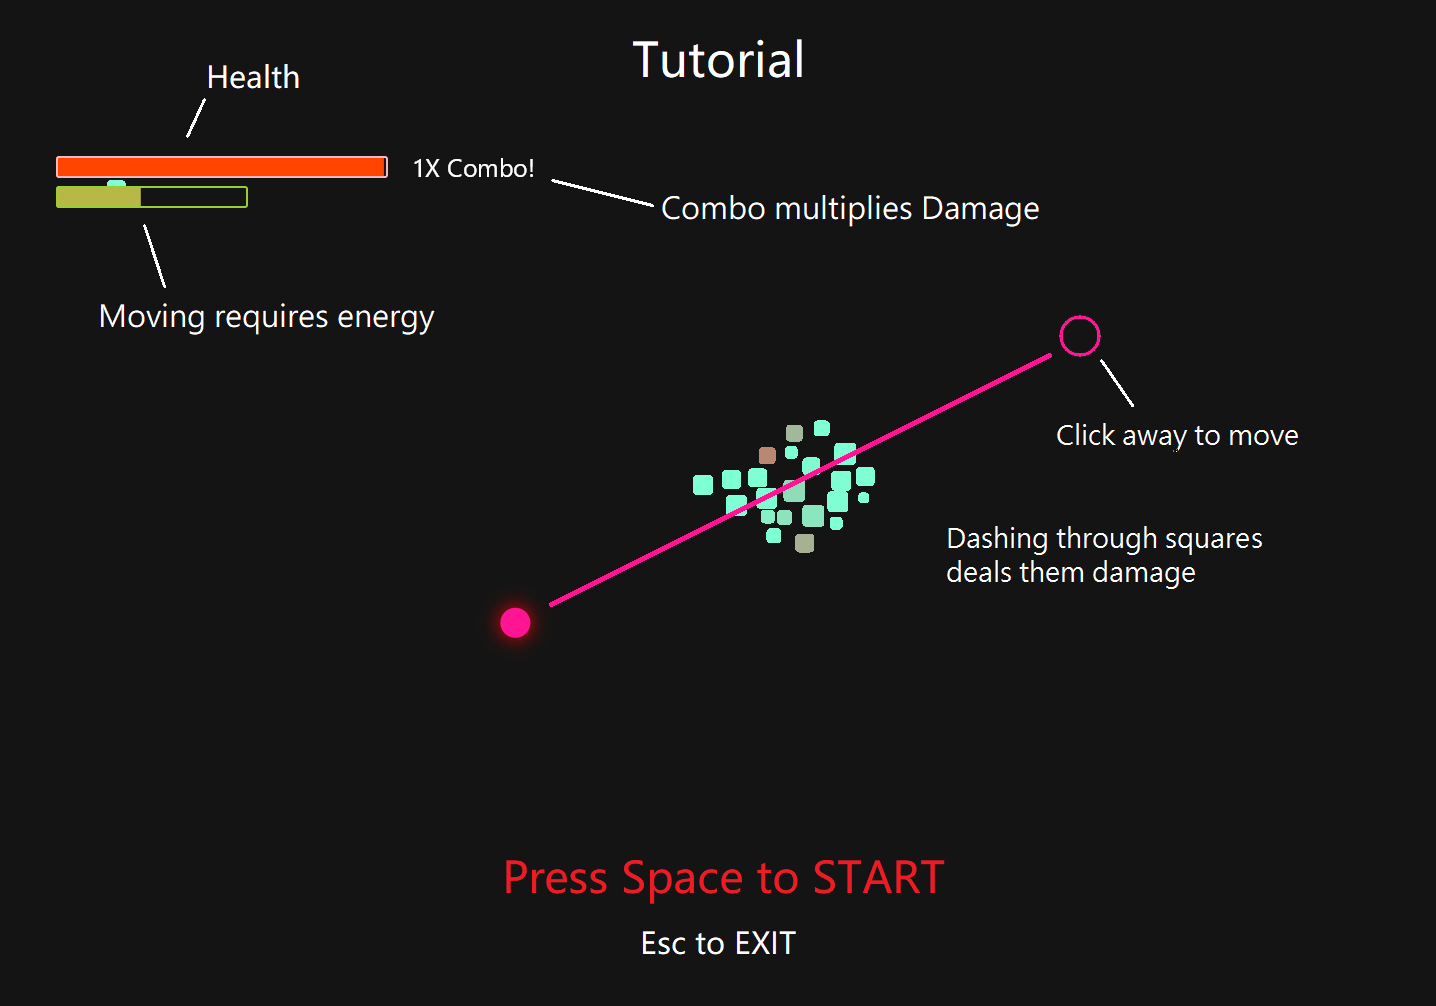 Tutorial
Health
1X Combo!
Combo multiplies Damage
Moving requires energy
Click away to move
Dashing through squares
deals them damage
Press Space to START
Esc to EXIT